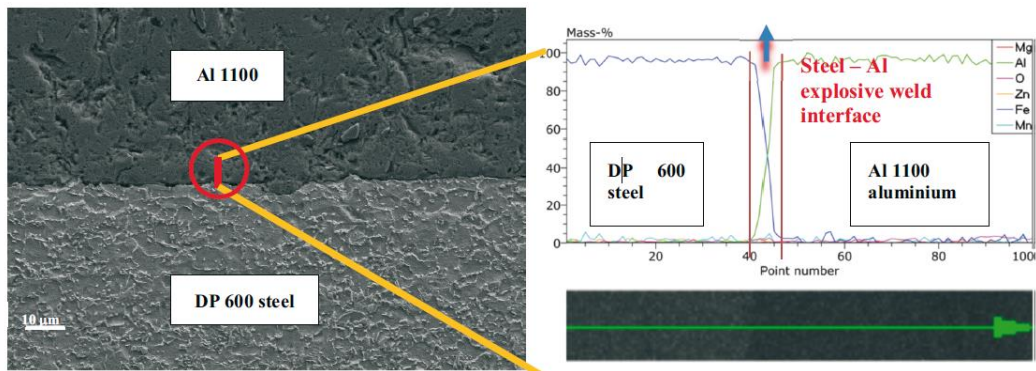 Al 1100
DP 600 steel
10 µm
Mass-%
100
80
60
40
20
0
20
40
60
80
100
Point number
Steel – Al
explosive weld
interface
DP 600
steel
Al 1100
aluminium
Mg
Al
O
Zn
Fe
Mn